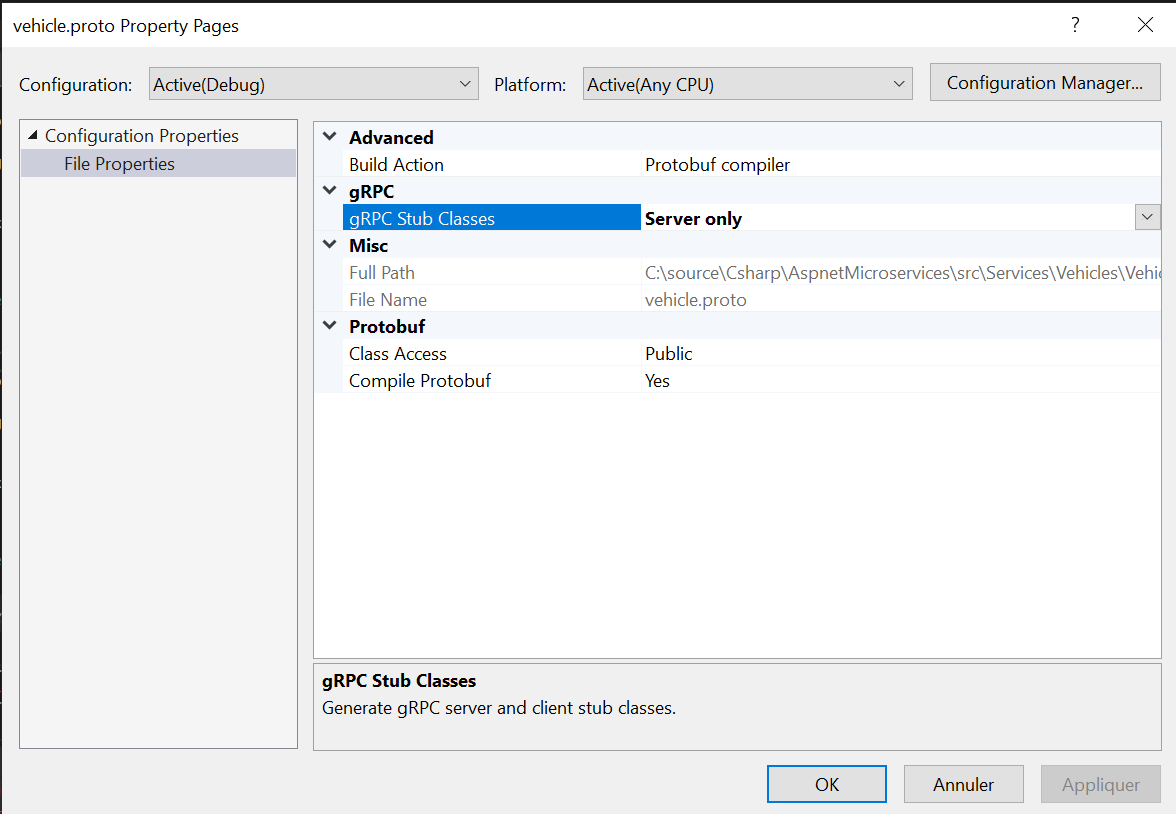 vehicle.proto Property Pages
?
Configuration: Active(Debug) Platform: Active(Any CPU) Configuration Manager...
Configuration Properties
File Properties
Advanced
Build Action Protobuf compiler
gRPC
gRPC Stub Classes Server only
Misc
Full Path C:\source\Csharp\AspnetMicroservices\src\Services\Vehicles\Vehic
File Name vehicle.proto
Protobuf
Class Access Public
Compile Protobuf Yes
gRPC Stub Classes
Generate gRPC server and client stub classes.
OK Annuler Appliquer